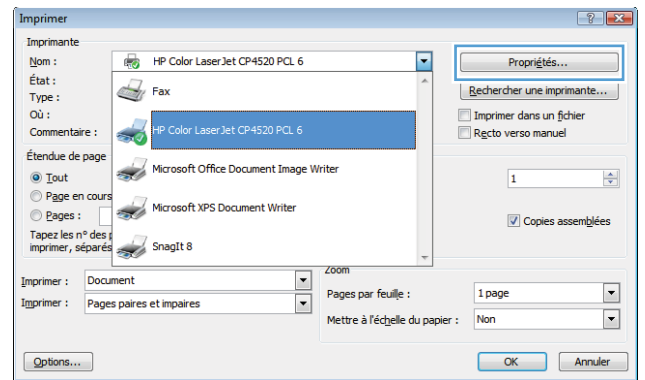 Imprimer
Imprimante
Nom : HP Color LaserJet CP4520 PCL 6 Propriétés...
État :
Fax Rechercher une imprimante...
Type :
Où : Imprimer dans un fichier
Commentaire : HP Color LaserJet CP4520 PCL 6 Recto verso manuel
Étendue de page
Microsoft Office Document Image Writer
Tout 1
Page en cours
Microsoft XPS Document Writer
Pages : Copies assemblées
Tapez les n° des
imprimer, séparés SnagIt 8
Zoom
Imprimer : Document
Pages par feuille : 1 page
Imprimer : Pages paires et impaires
Mettre à l'échelle du papier : Non
Options... OK Annuler